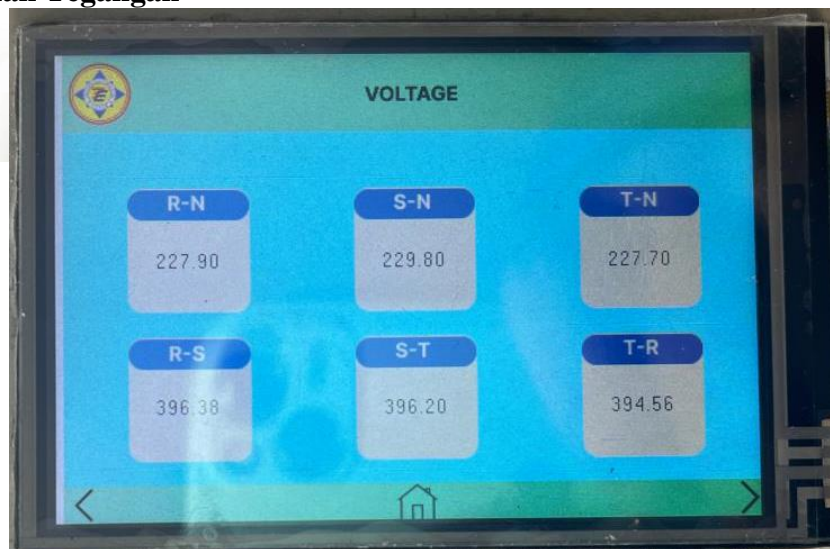 VOLTAGE
R-N S-N T-N
227.90 229.80 227.70
R-S S-T T-R
396.38 396.20 394.56